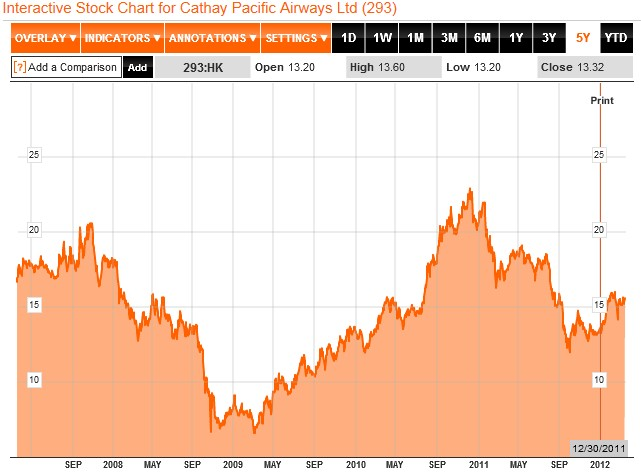 Interactive Stock Chart for Cathay Pacific Airways Ltd (293)
OVERLAY ▼ INDICATORS ▼ ANNOTATIONS ▼ SETTINGS ▼ 1D 1W 1M 3M 6M 1Y 3Y 5Y YTD
[?] Add a Comparison Add 293:HK Open 13.20 High 13.60 Low 13.20 Close 13.32
Print
25 25
20 20
15 15
10 10
12/30/2011
SEP 2008 MAY SEP 2009 MAY SEP 2010 MAY SEP 2011 MAY SEP 2012